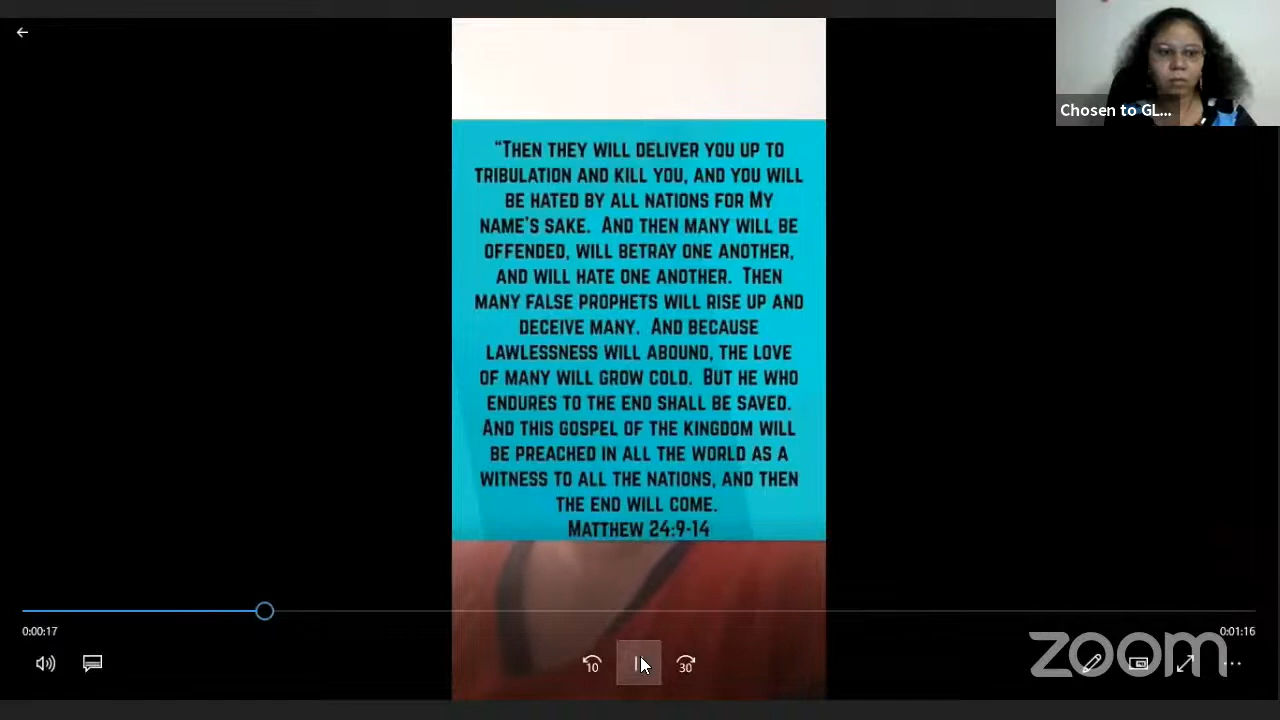 Chosen to GL...
“THEN THEY WILL DELIVER YOU UP TO
TRIBULATION AND KILL YOU, AND YOU WILL
BE HATED BY ALL NATIONS FOR MY
NAME'S SAKE. AND THEN MANY WILL BE
OFFENDED, WILL BETRAY ONE ANOTHER,
AND WILL HATE ONE ANOTHER. THEN
MANY FALSE PROPHETS WILL RISE UP AND
DECEIVE MANY. AND BECAUSE
LAWLESSNESS WILL ABOUND, THE LOVE
OF MANY WILL GROW COLD. BUT HE WHO
ENDURES TO THE END SHALL BE SAVED.
AND THIS GOSPEL OF THE KINGDOM WILL
BE PREACHED IN ALL THE WORLD AS A
WITNESS TO ALL THE NATIONS, AND THEN
THE END WILL COME.
MATTHEW 24:9-14
0:00:17
0:01:16
10
30
zoom